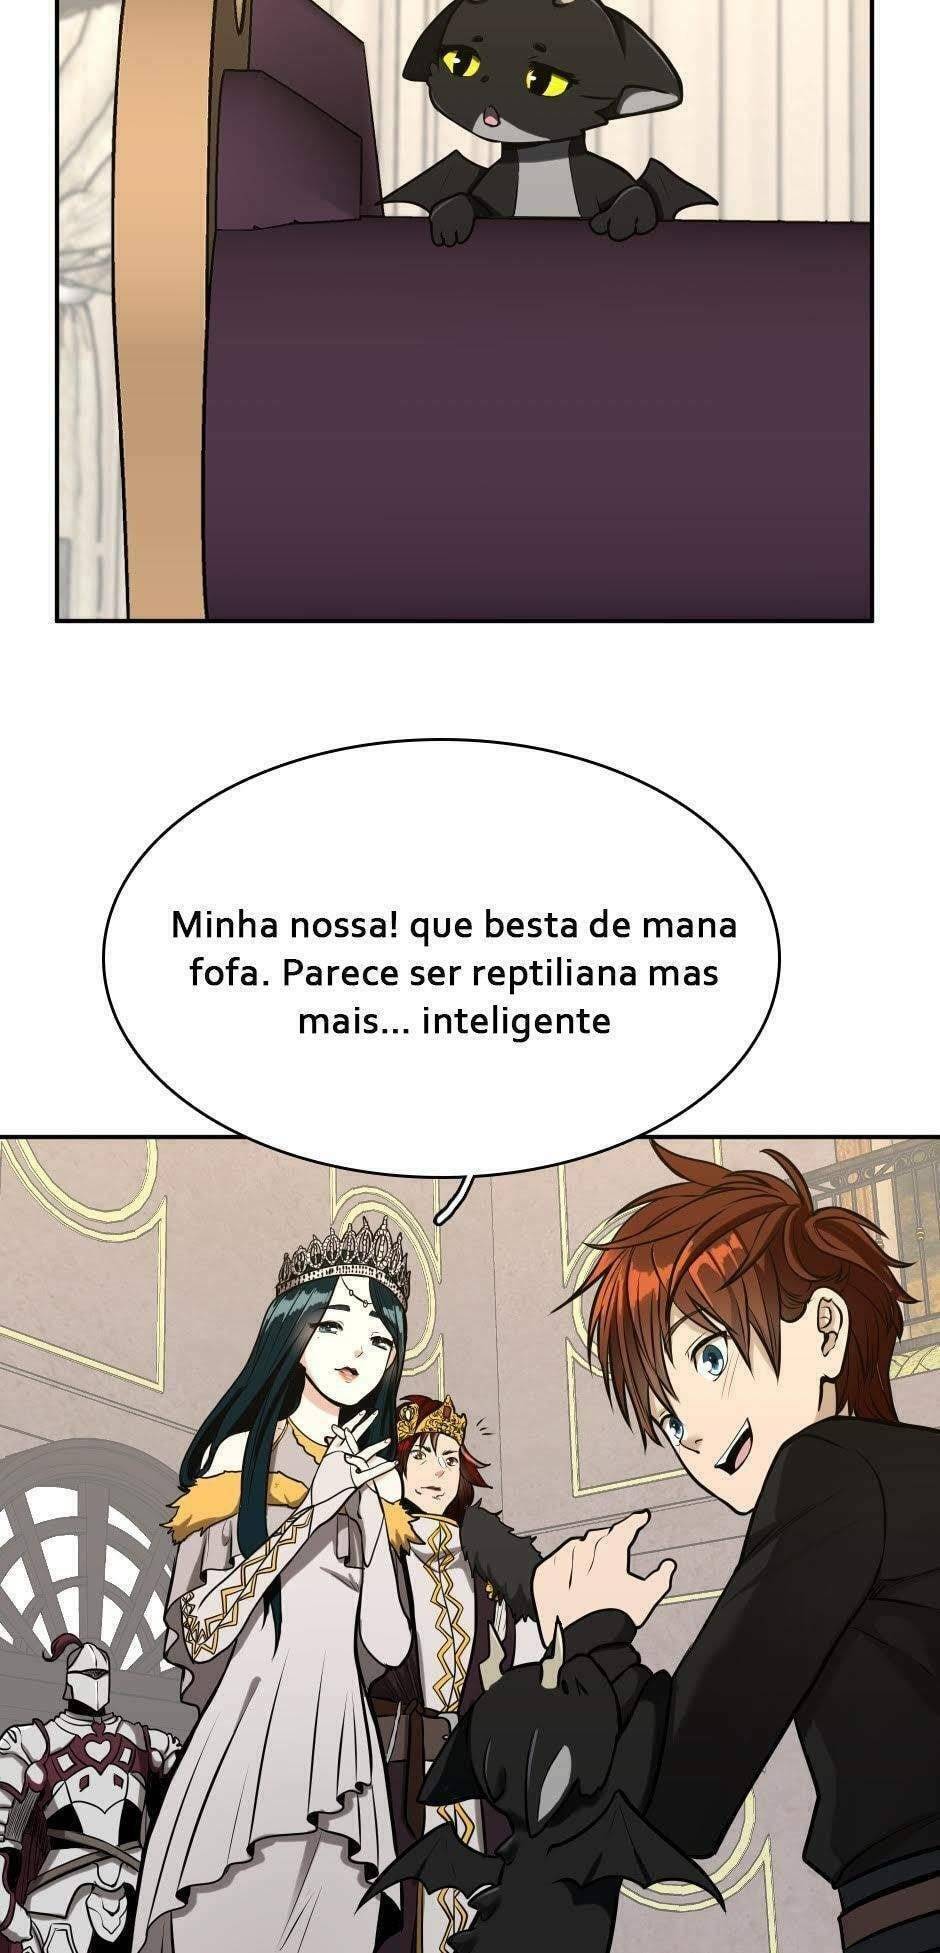 Minha nossa! que besta de mana
fofa. Parece ser reptiliana mas
mais... inteligente